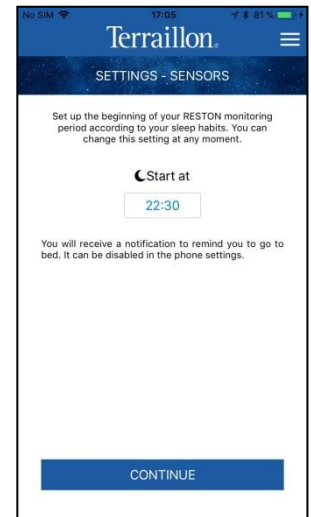 No SIM 17:05 81 %
Terraillon.
SETTINGS - SENSORS
Set up the beginning of your RESTON monitoring
period according to your sleep habits. You can
change this setting at any moment.
Start at
22:30
You will receive a notification to remind you to go to
bed. It can be disabled in the phone settings.
CONTINUE